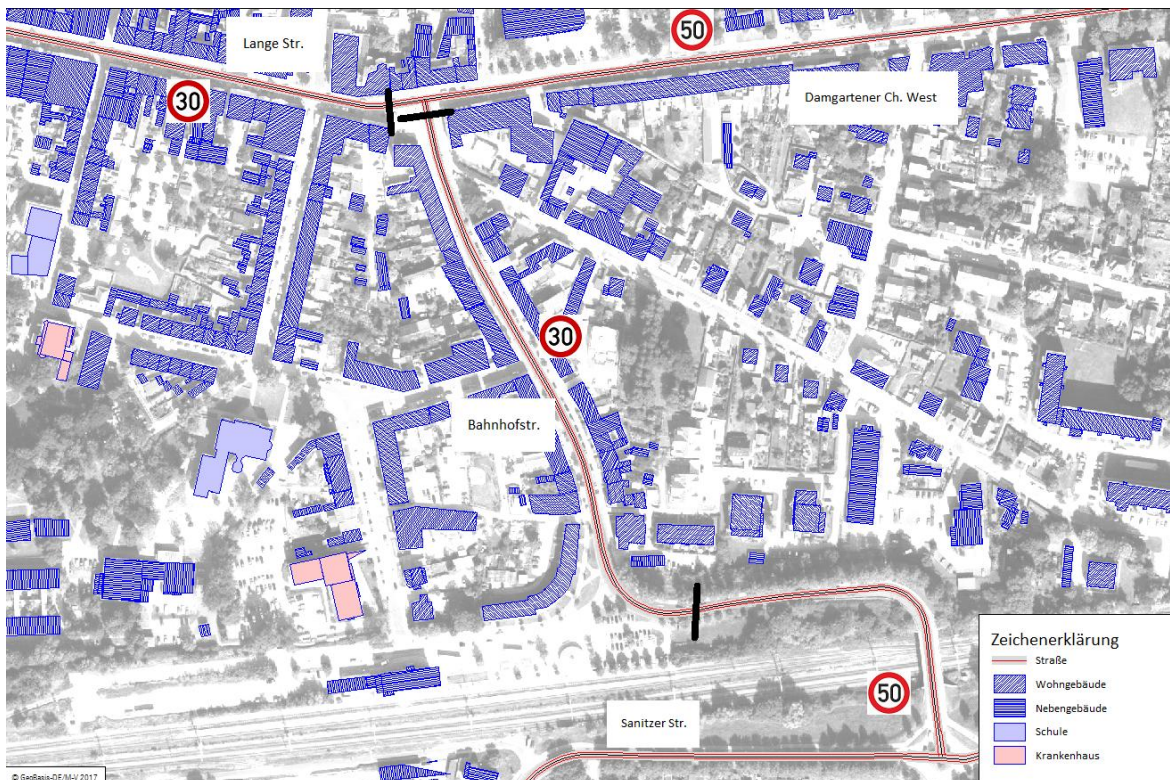 Lange Str.
50
30
Damgartener Ch. West
30
Bahnhofstr.
50
Sanitzer Str.
Zeichenerklärung
Straße
Wohngebäude
Nebengebäude
Schule
Krankenhaus
© GeoBasis-DE/M-V 2017